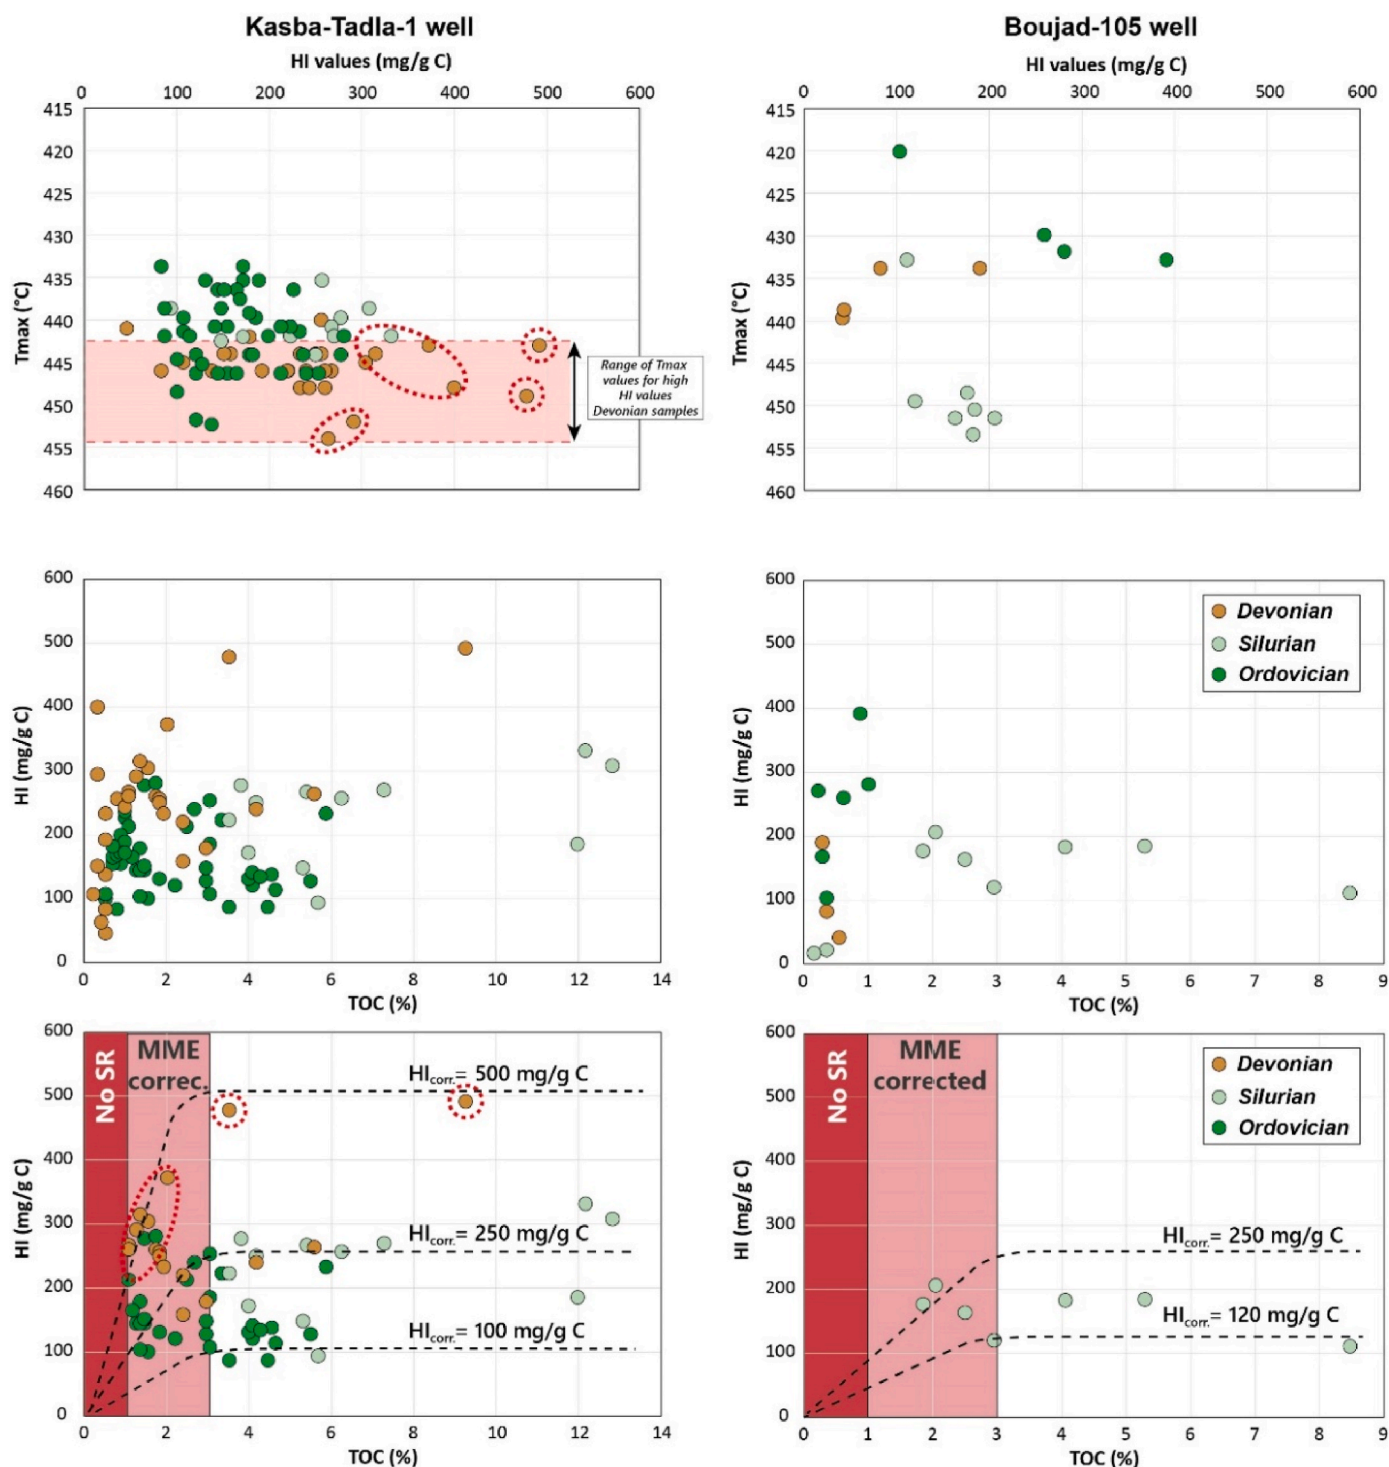 Kasba-Tadla-1 well
HI values (mg/g C)
0 100 200 300 400 500 600
415
420
425
430
435
440
445
450
455
460
Tmax (°C)
Range of Tmax
values for high
HI values
Devonian samples
Boujad-105 well
HI values (mg/g C)
0 100 200 300 400 500 600
415
420
425
430
435
440
445
450
455
460
Tmax (°C)
600
500
400
300
200
100
0
HI (mg/g C)
0 2 4 6 8 10 12 14
TOC (%)
600
500
400
300
200
100
0
HI (mg/g C)
Devonian
Silurian
Ordovician
0 1 2 3 4 5 6 7 8 9
TOC (%)
600
500
400
300
200
100
0
HI (mg/g C)
No SR
MME
correc.
HIcorr.= 500 mg/g C
HIcorr.= 250 mg/g C
HIcorr.= 100 mg/g C
0 2 4 6 8 10 12 14
TOC (%)
600
500
400
300
200
100
0
HI (mg/g C)
No SR
MME
corrected
Devonian
Silurian
Ordovician
HIcorr.= 250 mg/g C
HIcorr.= 120 mg/g C
0 1 2 3 4 5 6 7 8 9
TOC (%)